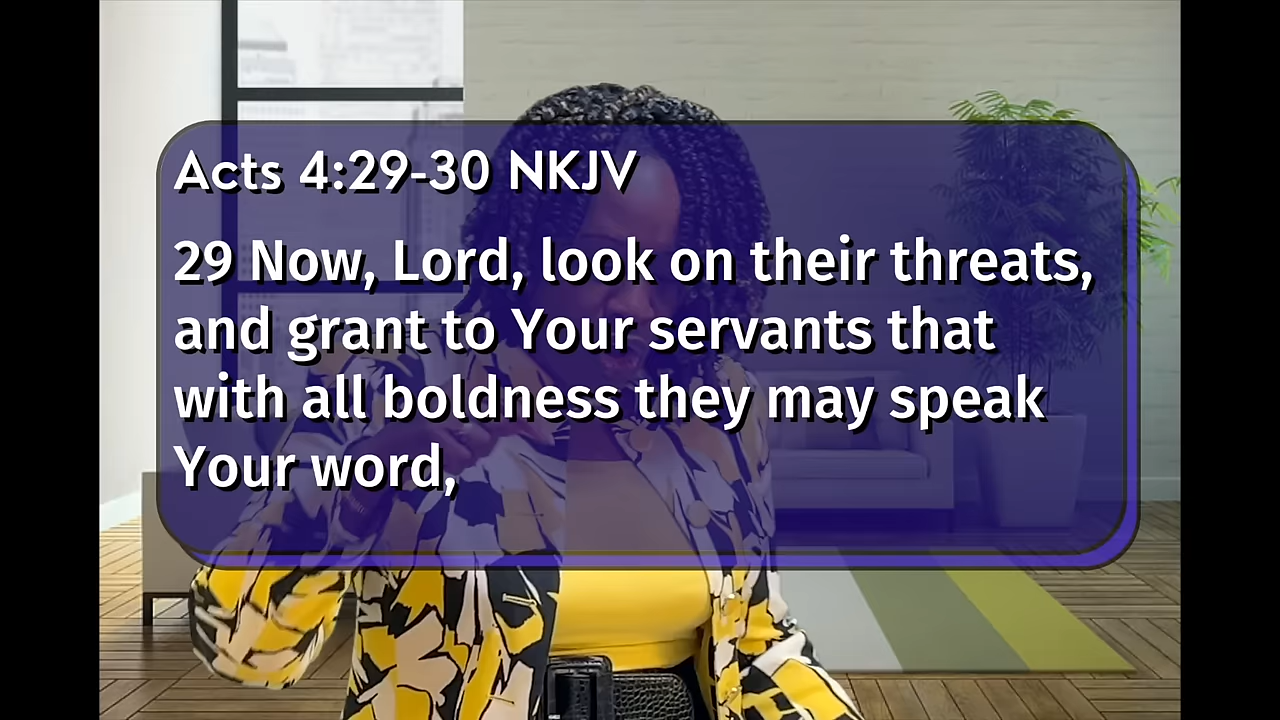 Acts 4:29-30 NKJV
29 Now, Lord, look on their threats,
and grant to Your servants that
with all boldness they may speak
Your word,